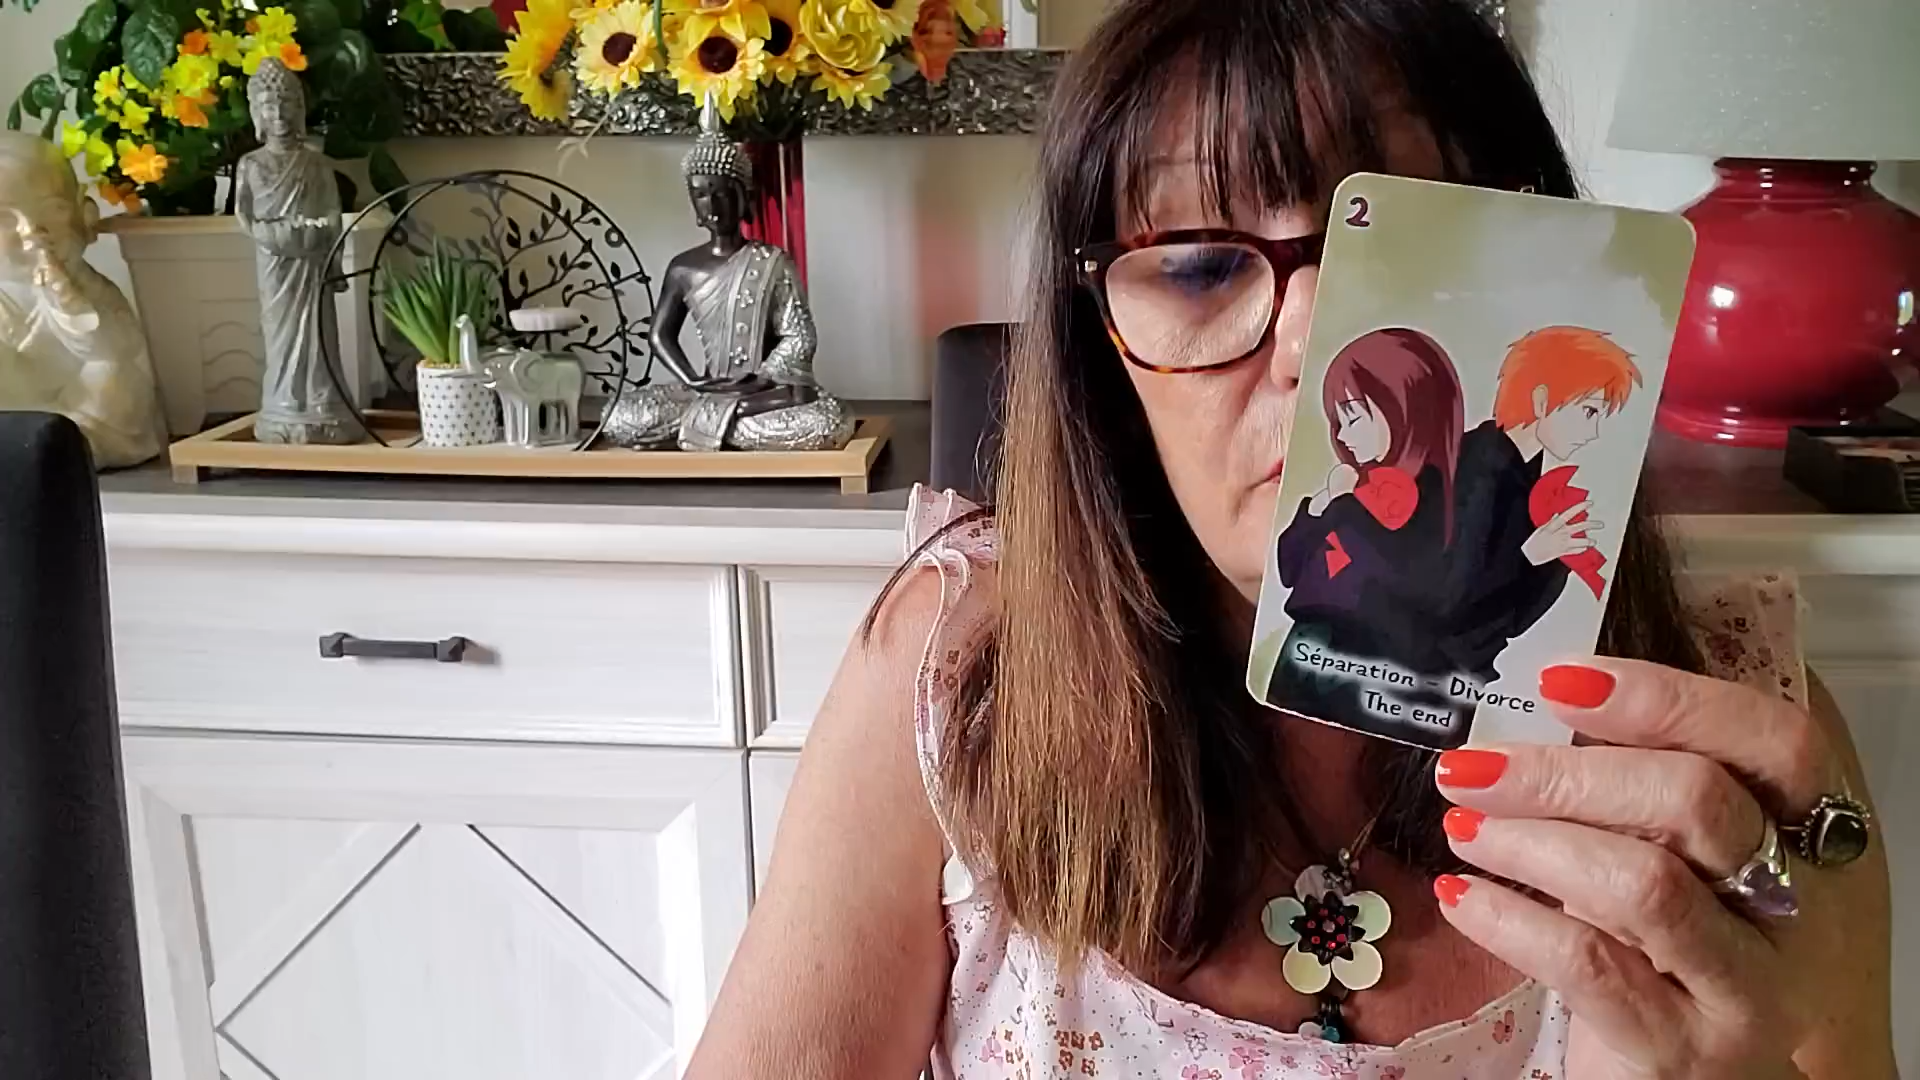 2
Séparation - Divorce
The end